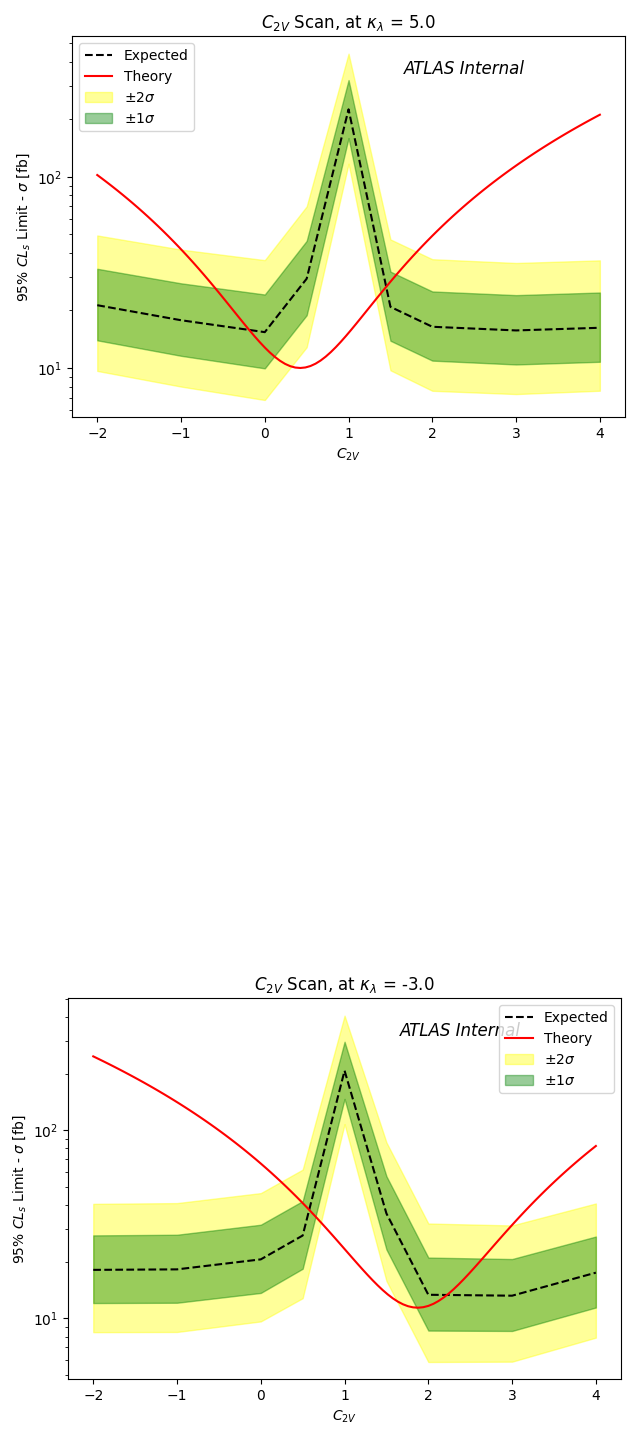 C2V Scan, at κλ = 5.0
Expected
Theory
±2σ
±1σ
ATLAS Internal
95% CLs Limit - σ [fb]
10²
10¹
−2 −1 0 1 2 3 4
C2V
C2V Scan, at κλ = -3.0
ATLAS Internal
Expected
Theory
±2σ
±1σ
95% CLs Limit - σ [fb]
10²
10¹
−2 −1 0 1 2 3 4
C2V